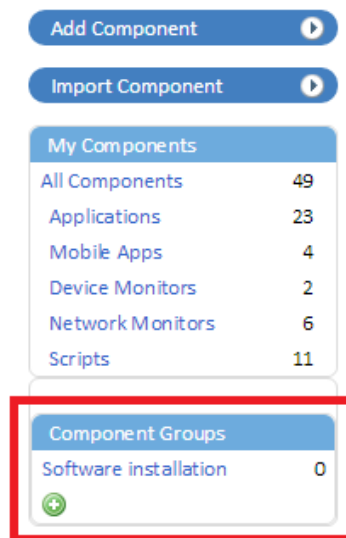 Add Component
Import Component
My Components
All Components 49
Applications 23
Mobile Apps 4
Device Monitors 2
Network Monitors 6
Scripts 11
Component Groups
Software installation 0